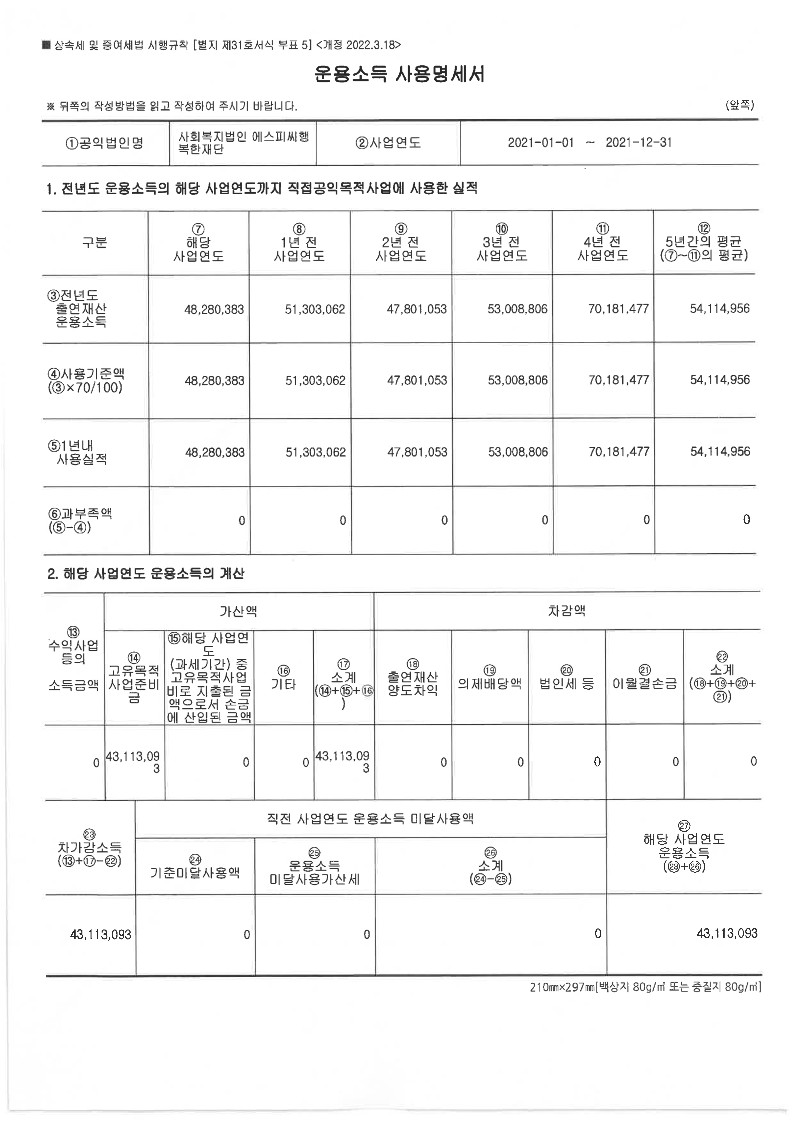 ■ 상속세 및 증여세법 시행규칙 [별지 제31호서식 부표 5] <개정 2022.3.18>
운용소득 사용명세서
※ 뒤쪽의 작성방법을 읽고 작성하여 주시기 바랍니다. (앞쪽)
①공익법인명 사회복지법인 에스피씨행복한재단 ②사업연도 2021-01-01 ~ 2021-12-31
1. 전년도 운용소득의 해당 사업연도까지 직접공익목적사업에 사용한 실적
구분 ⑦ 해당 사업연도 ⑧ 1년 전 사업연도 ⑨ 2년 전 사업연도 ⑩ 3년 전 사업연도 ⑪ 4년 전 사업연도 ⑫ 5년간의 평균 (⑦~⑪의 평균)
③전년도 출연재산 운용소득 48,280,383 51,303,062 47,801,053 53,008,806 70,181,477 54,114,956
④사용기준액 (③×70/100) 48,280,383 51,303,062 47,801,053 53,008,806 70,181,477 54,114,956
⑤1년내 사용실적 48,280,383 51,303,062 47,801,053 53,008,806 70,181,477 54,114,956
⑥과부족액 (⑤-④) 0 0 0 0 0 0
2. 해당 사업연도 운용소득의 계산
⑬ 수익사업 등의 소득금액 가산액 차감액
⑭ 고유목적사업준비금 ⑮해당 사업연도 (과세기간) 중 고유목적사업비로 지출된 금액으로서 손금에 산입된 금액 ⑯ 기타 ⑰ 소계 (⑭+⑮+⑯) ⑱ 출연재산 양도차익 ⑲ 의제배당액 ⑳ 법인세 등 ㉑ 이월결손금 ㉒ 소계 (⑱+⑲+⑳+㉑)
0 43,113,093 0 0 43,113,093 0 0 0 0 0
㉓ 차가감소득 (⑬+⑰-㉒) 직전 사업연도 운용소득 미달사용액 ㉗ 해당 사업연도 운용소득 (㉓+㉖)
㉔ 기준미달사용액 ㉕ 운용소득 미달사용가산세 ㉖ 소계 (㉔-㉕)
43,113,093 0 0 0 43,113,093
210㎜×297㎜[백상지 80g/㎡ 또는 중질지 80g/㎡]